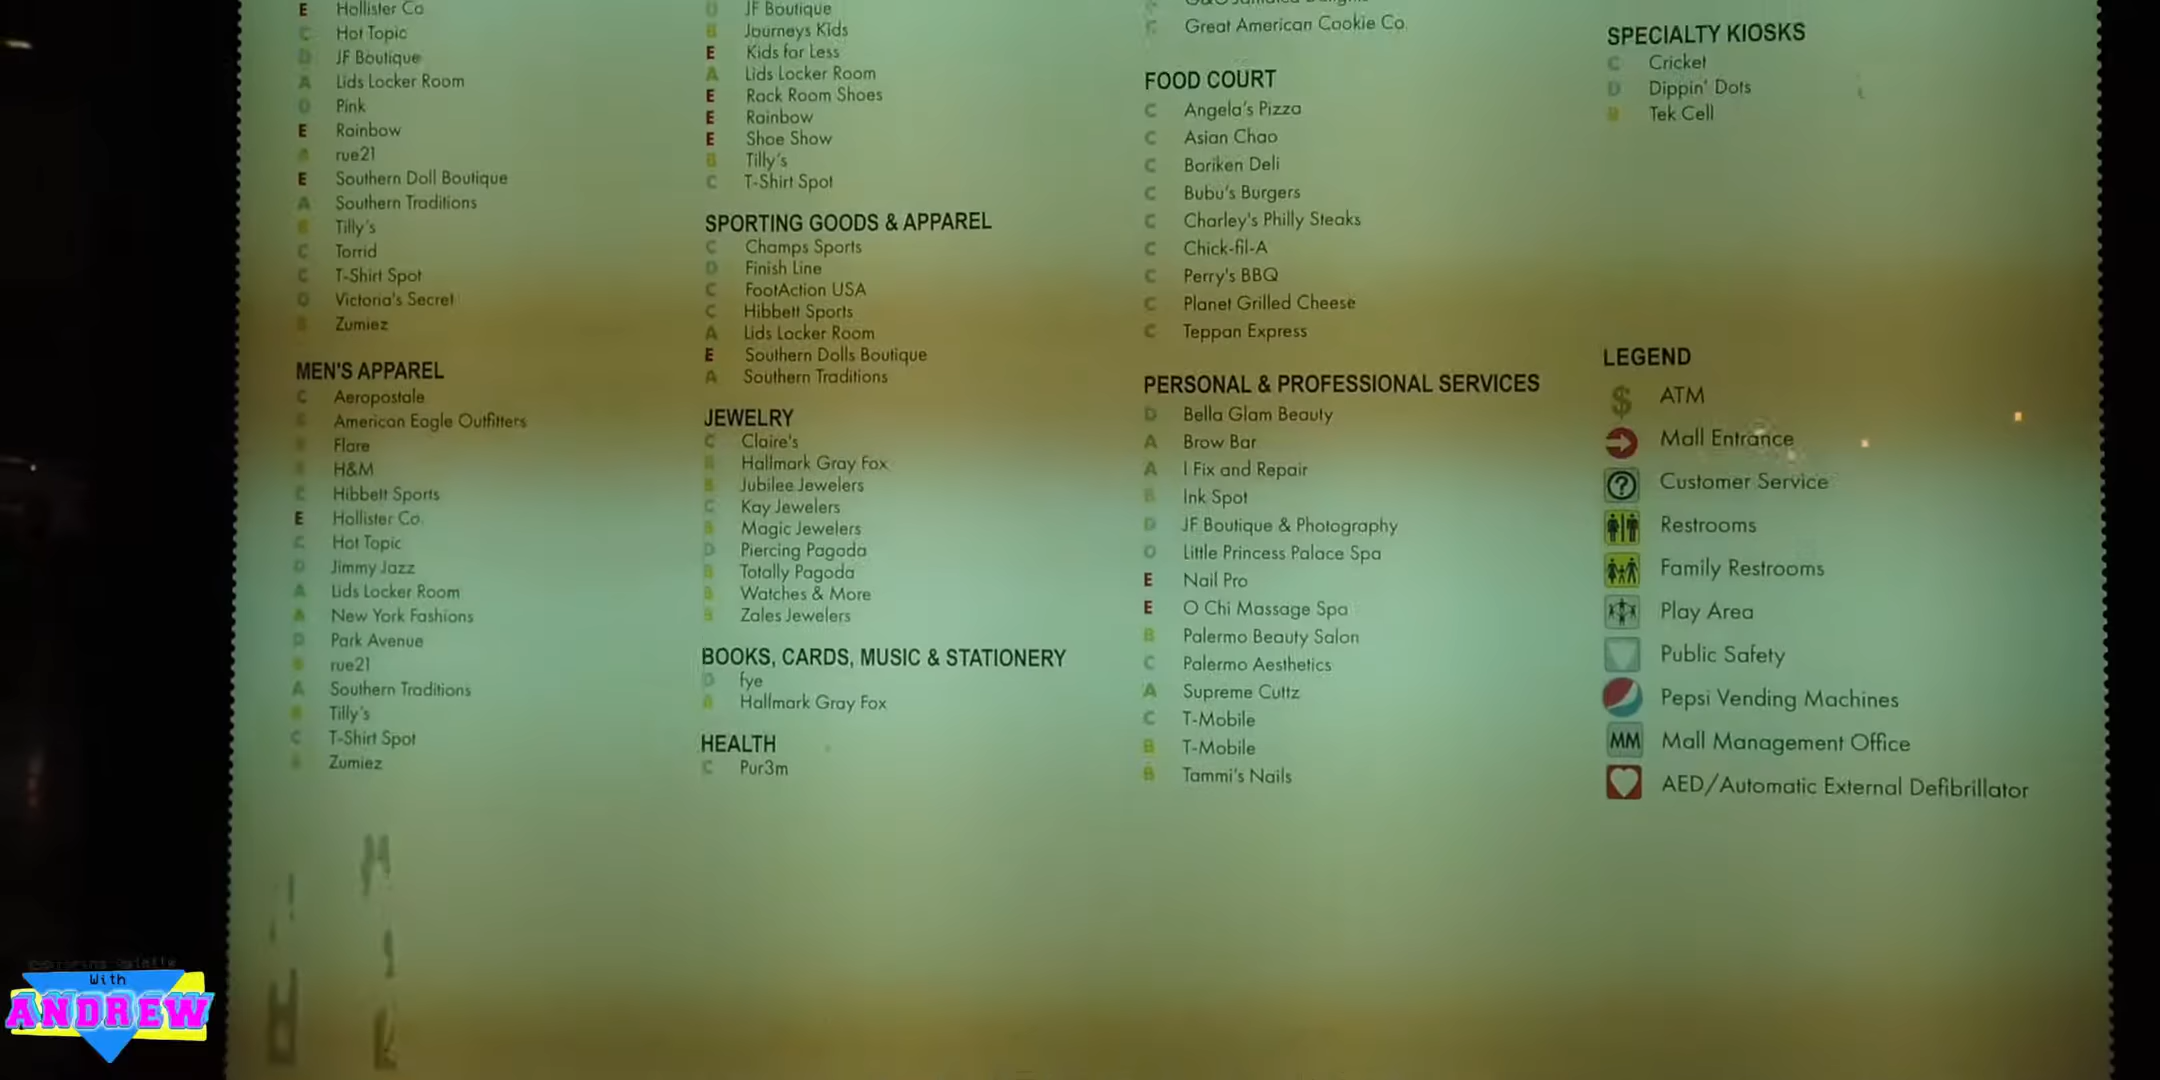 E Hollister Co
C Hot Topic
D JF Boutique
A Lids Locker Room
D Pink
E Rainbow
A rue21
E Southern Doll Boutique
A Southern Traditions
B Tilly's
C Torrid
C T-Shirt Spot
D Victoria's Secret
B Zumiez
MEN'S APPAREL
C Aeropostale
American Eagle Outfitters
Flare
H&M
C Hibbett Sports
E Hollister Co.
C Hot Topic
D Jimmy Jazz
A Lids Locker Room
A New York Fashions
D Park Avenue
B rue21
A Southern Traditions
B Tilly's
C T-Shirt Spot
B Zumiez
D JF Boutique
B Journeys Kids
E Kids for Less
A Lids Locker Room
E Rack Room Shoes
E Rainbow
E Shoe Show
B Tilly's
C T-Shirt Spot
SPORTING GOODS & APPAREL
C Champs Sports
D Finish Line
C FootAction USA
C Hibbett Sports
A Lids Locker Room
E Southern Dolls Boutique
A Southern Traditions
JEWELRY
C Claire's
B Hallmark Gray Fox
B Jubilee Jewelers
C Kay Jewelers
B Magic Jewelers
D Piercing Pagoda
B Totally Pagoda
B Watches & More
B Zales Jewelers
BOOKS, CARDS, MUSIC & STATIONERY
D fye
B Hallmark Gray Fox
HEALTH
C Pur3m
Great American Cookie Co.
FOOD COURT
C Angela's Pizza
C Asian Chao
C Boriken Deli
C Bubu's Burgers
C Charley's Philly Steaks
C Chick-fil-A
C Perry's BBQ
C Planet Grilled Cheese
C Teppan Express
PERSONAL & PROFESSIONAL SERVICES
D Bella Glam Beauty
A Brow Bar
A I Fix and Repair
B Ink Spot
D JF Boutique & Photography
D Little Princess Palace Spa
E Nail Pro
E O Chi Massage Spa
B Palermo Beauty Salon
C Palermo Aesthetics
A Supreme Cuttz
C T-Mobile
B T-Mobile
B Tammi's Nails
SPECIALTY KIOSKS
C Cricket
D Dippin' Dots
B Tek Cell
LEGEND
$ ATM
Mall Entrance
? Customer Service
Restrooms
Family Restrooms
Play Area
Public Safety
Pepsi Vending Machines
MM Mall Management Office
AED/Automatic External Defibrillator
With
ANDREW